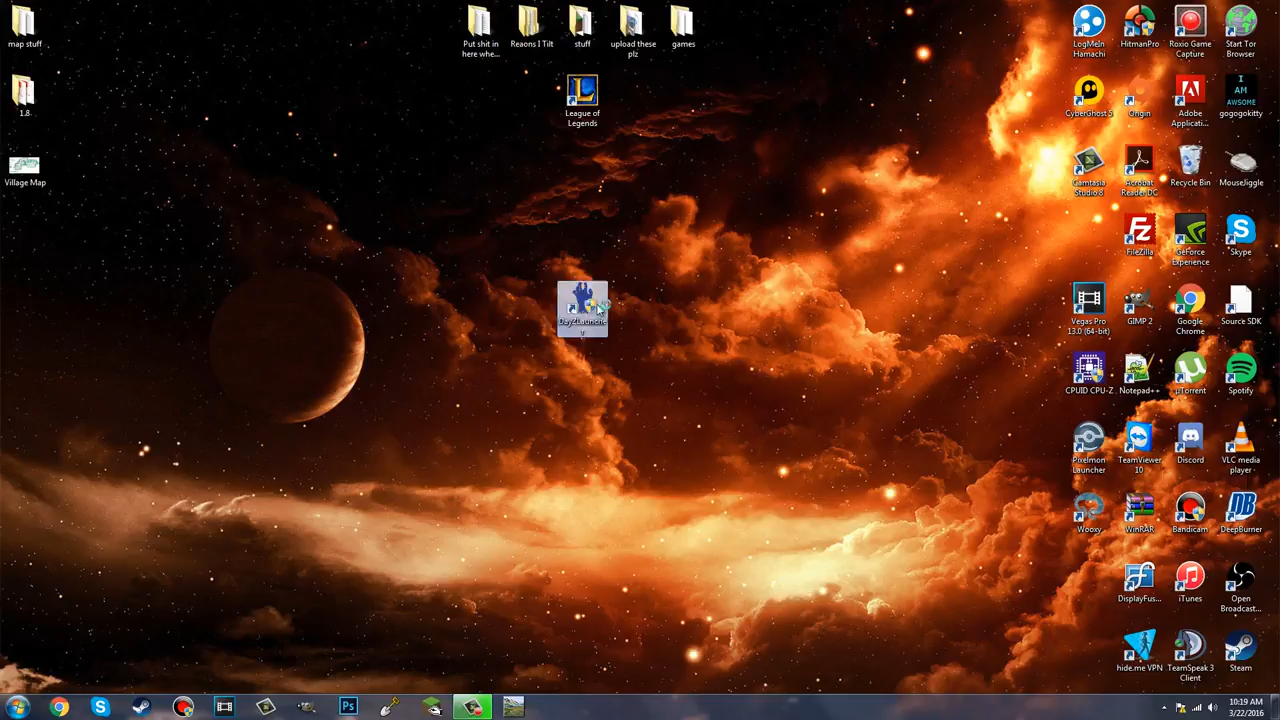 map stuff
1.8
Village Map
Put shit in
here whe...
Reaons I Tilt
stuff
upload these
plz
games
League of
Legends
DayZLaunche
r
LogMeIn
Hamachi
HitmanPro
Roxio Game
Capture
Start Tor
Browser
CyberGhost 5
Origin
Adobe
Applicati...
I
AM
AWSOME
gogogokitty
Camtasia
Studio 8
Acrobat
Reader DC
Recycle Bin
MouseJiggle
FileZilla
GeForce
Experience
Skype
Vegas Pro
13.0 (64-bit)
GIMP 2
Google
Chrome
Source SDK
CPUID CPU-Z
Notepad++
µTorrent
Spotify
Pixelmon
Launcher
TeamViewer
10
Discord
VLC media
player
Wooxy
WinRAR
Bandicam
DeepBurner
DisplayFus...
iTunes
Open
Broadcast...
hide.me VPN
TeamSpeak 3
Client
Steam
Ps
10:19 AM
3/22/2016